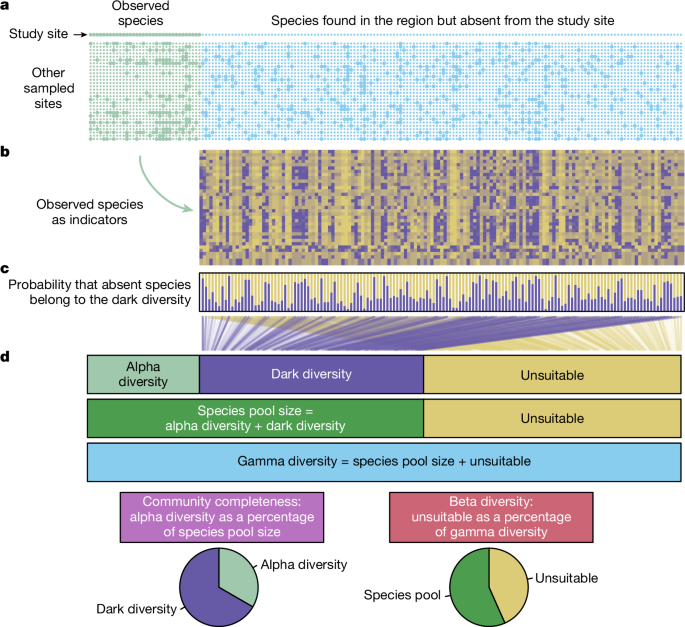 a
Observed
species
Species found in the region but absent from the study site
Study site
Other
sampled
sites
b
Observed species
as indicators
c
Probability that absent species
belong to the dark diversity
d
Alpha
diversity
Dark diversity
Unsuitable
Species pool size =
alpha diversity + dark diversity
Unsuitable
Gamma diversity = species pool size + unsuitable
Community completeness:
alpha diversity as a percentage
of species pool size
Beta diversity:
unsuitable as a percentage
of gamma diversity
Alpha diversity
Dark diversity
Unsuitable
Species pool